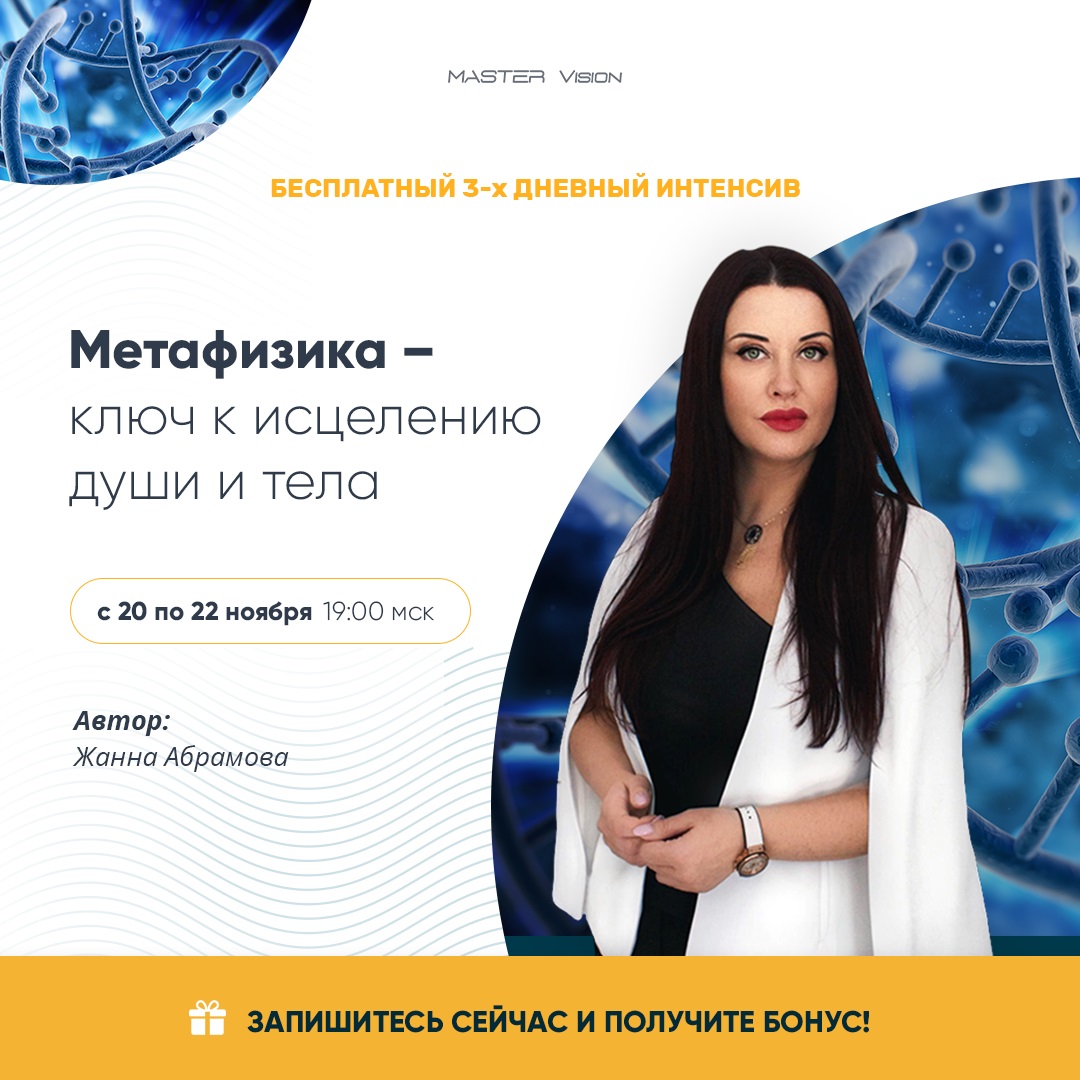 MASTER VISION
БЕСПЛАТНЫЙ 3-х ДНЕВНЫЙ ИНТЕНСИВ
Метафизика –
ключ к исцелению
души и тела
с 20 по 22 ноября 19:00 мск
Автор:
Жанна Абрамова
ЗАПИШИТЕСЬ СЕЙЧАС И ПОЛУЧИТЕ БОНУС!